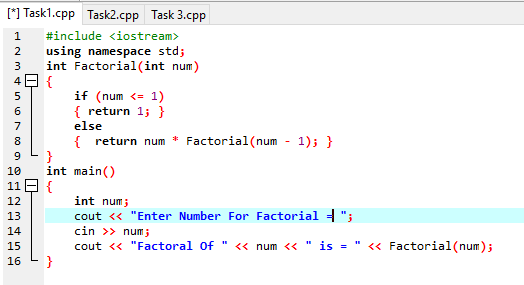 [*] Task1.cpp Task2.cpp Task 3.cpp
1 #include <iostream>
2 using namespace std;
3 int Factorial(int num)
4 {
5 if (num <= 1)
6 { return 1; }
7 else
8 { return num * Factorial(num - 1); }
9 }
10 int main()
11 {
12 int num;
13 cout << "Enter Number For Factorial = ";
14 cin >> num;
15 cout << "Factoral Of " << num << " is = " << Factorial(num);
16 }